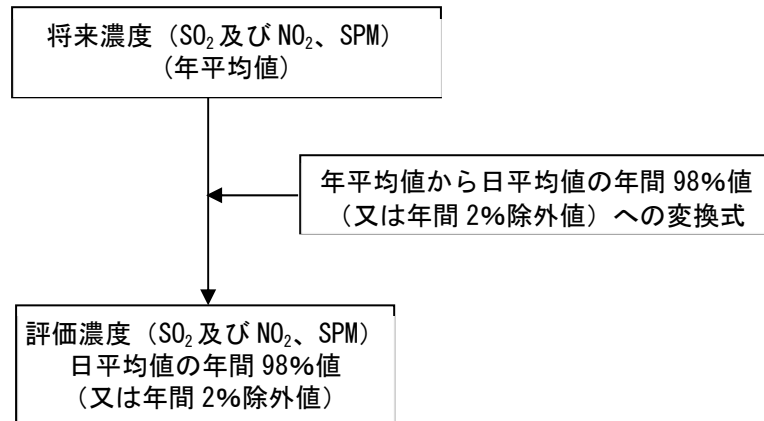 将来濃度（SO₂及びNO₂、SPM）
（年平均値）
年平均値から日平均値の年間98%値
（又は年間2%除外値）への変換式
評価濃度（SO₂及びNO₂、SPM）
日平均値の年間98%値
（又は年間2%除外値）